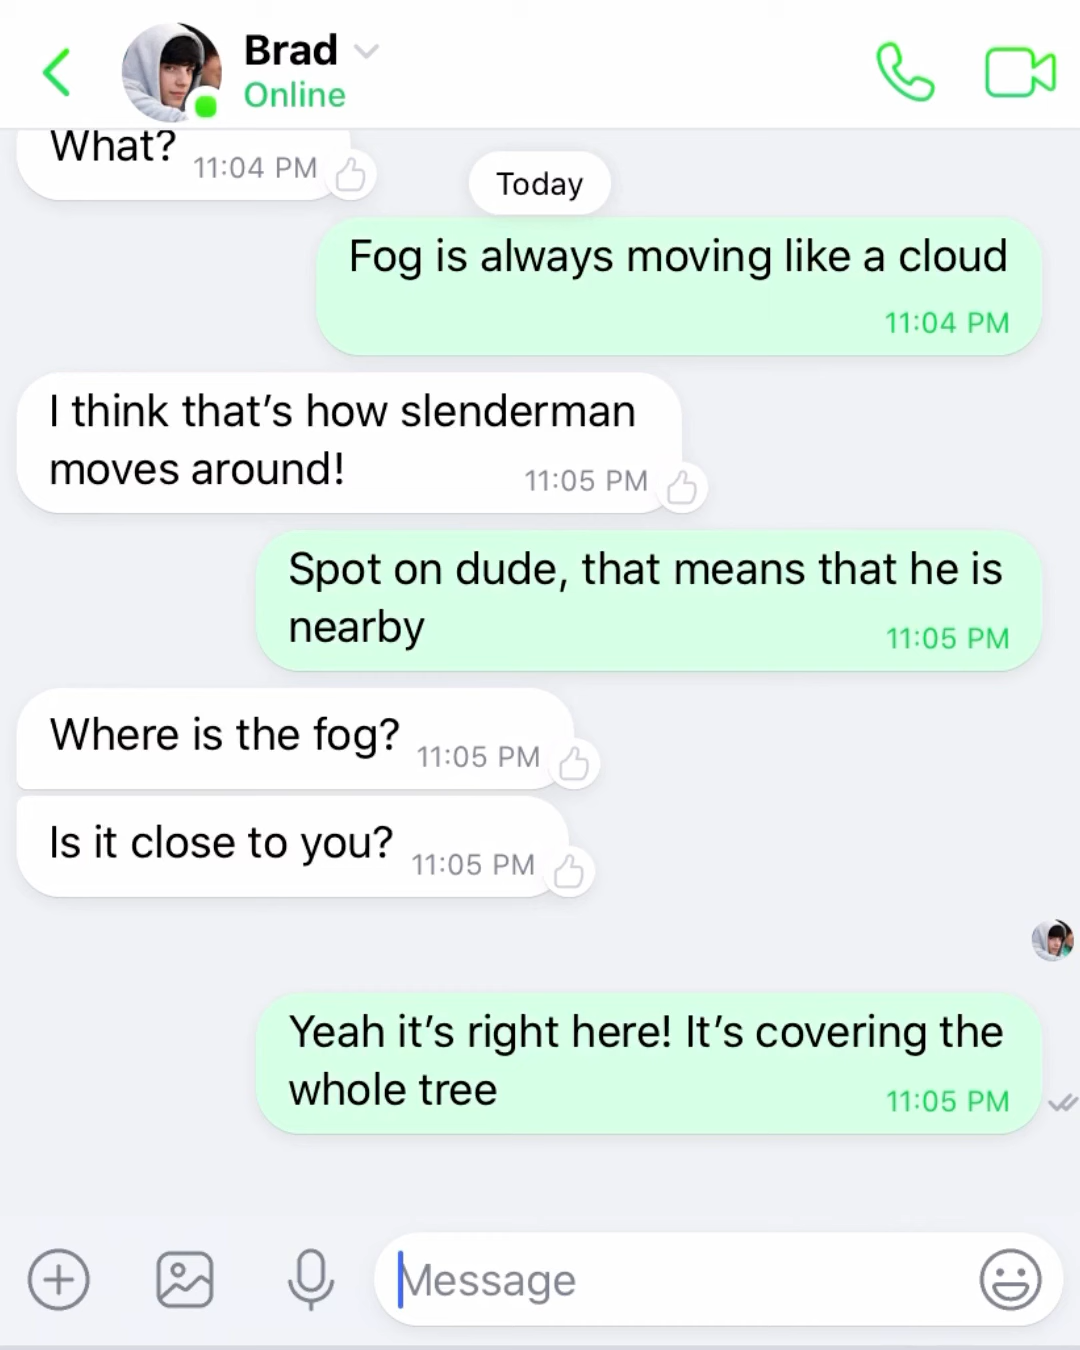 Brad
Online
What?
11:04 PM
Today
Fog is always moving like a cloud
11:04 PM
I think that’s how slenderman
moves around!
11:05 PM
Spot on dude, that means that he is
nearby
11:05 PM
Where is the fog?
11:05 PM
Is it close to you?
11:05 PM
Yeah it’s right here! It’s covering the
whole tree
11:05 PM
Message